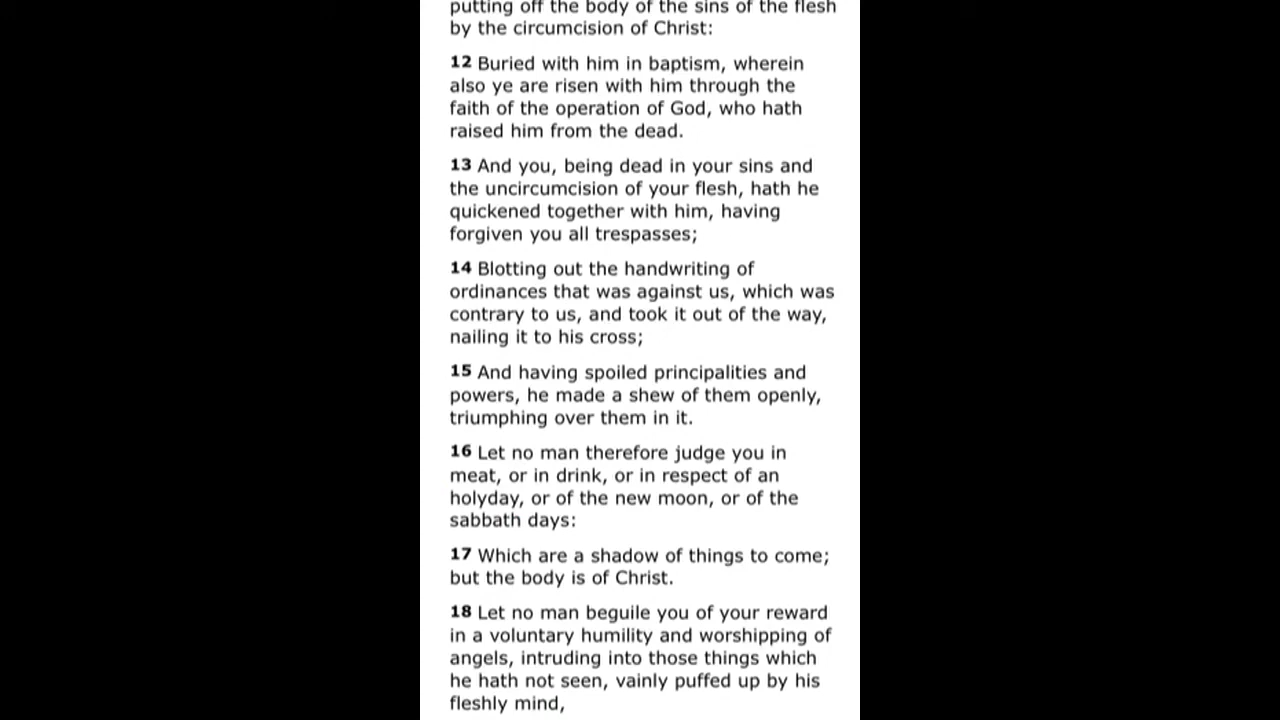 putting off the body of the sins of the flesh
by the circumcision of Christ:
12 Buried with him in baptism, wherein
also ye are risen with him through the
faith of the operation of God, who hath
raised him from the dead.
13 And you, being dead in your sins and
the uncircumcision of your flesh, hath he
quickened together with him, having
forgiven you all trespasses;
14 Blotting out the handwriting of
ordinances that was against us, which was
contrary to us, and took it out of the way,
nailing it to his cross;
15 And having spoiled principalities and
powers, he made a shew of them openly,
triumphing over them in it.
16 Let no man therefore judge you in
meat, or in drink, or in respect of an
holyday, or of the new moon, or of the
sabbath days:
17 Which are a shadow of things to come;
but the body is of Christ.
18 Let no man beguile you of your reward
in a voluntary humility and worshipping of
angels, intruding into those things which
he hath not seen, vainly puffed up by his
fleshly mind,